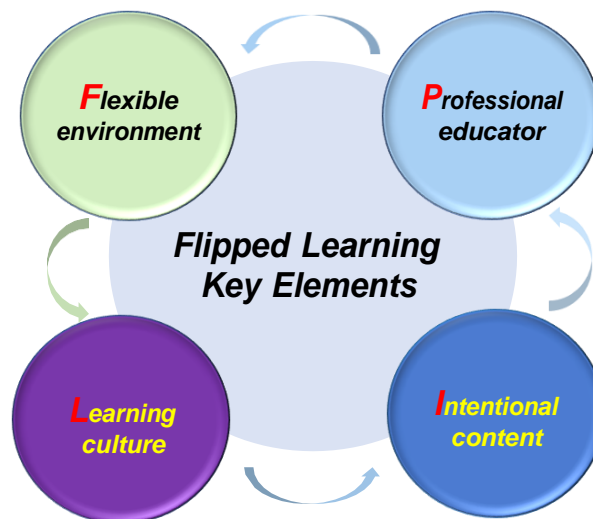 Flexible
environment
Professional
educator
Flipped Learning
Key Elements
Learning
culture
Intentional
content